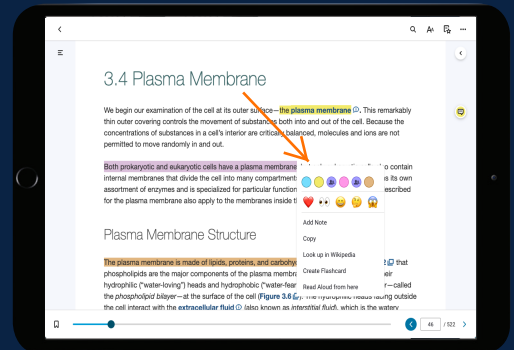 3.4 Plasma Membrane
We begin our examination of the cell at its outer surface—the plasma membrane. This remarkably
thin outer covering controls the movement of substances both into and out of the cell. Because the
concentrations of substances in a cell's interior are critically balanced, molecules and ions are not
permitted to move randomly in and out.
Both prokaryotic and eukaryotic cells have a plasma membrane contain
internal membranes that divide the cell into many compartments its own
assortment of enzymes and is specialized for particular function
for the plasma membrane also apply to the membranes inside
Add Note
Copy
Look up in Wikipedia
Create Flashcard
Read Aloud from here
Plasma Membrane Structure
The plasma membrane is made of lipids, proteins, and that
phospholipids are the major components of the plasma
hydrophilic ("water-loving") heads and hydrophobic —called
the phospholipid bilayer—at the surface of the cell (Figure 3.6 outside
the cell interact with the extracellular fluid (also known as interstitial fluid), which is the watery
46 / 522